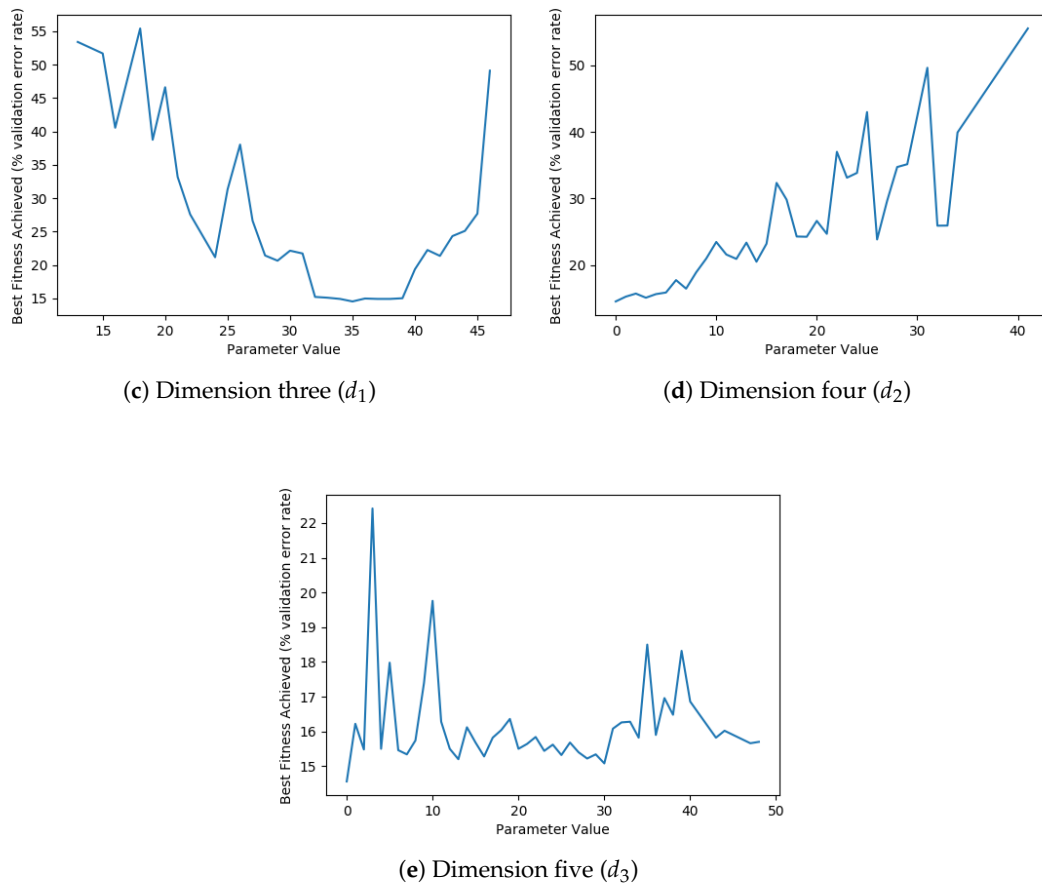 Best Fitness Achieved (% validation error rate)
55
50
45
40
35
30
25
20
15
15 20 25 30 35 40 45
Parameter Value
(c) Dimension three (d₁)
Best Fitness Achieved (% validation error rate)
50
40
30
20
0 10 20 30 40
Parameter Value
(d) Dimension four (d₂)
Best Fitness Achieved (% validation error rate)
22
21
20
19
18
17
16
15
0 10 20 30 40 50
Parameter Value
(e) Dimension five (d₃)